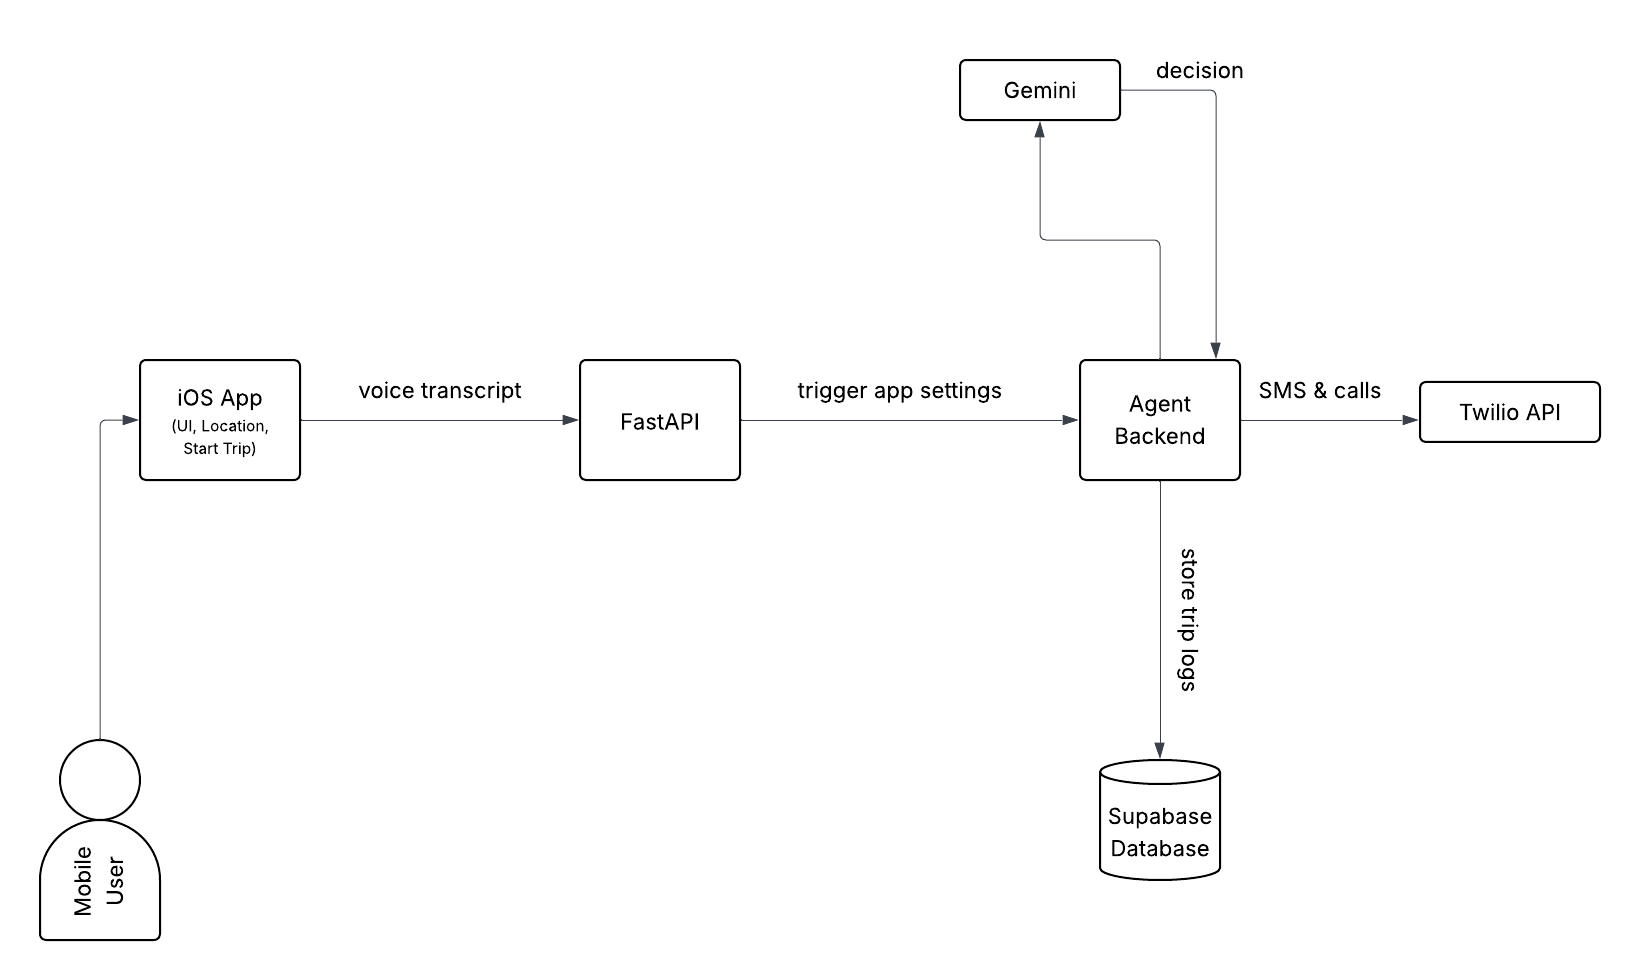 Gemini
decision
iOS App
(UI, Location,
Start Trip)
voice transcript
FastAPI
trigger app settings
Agent
Backend
SMS & calls
Twilio API
store trip logs
Supabase
Database
Mobile
User